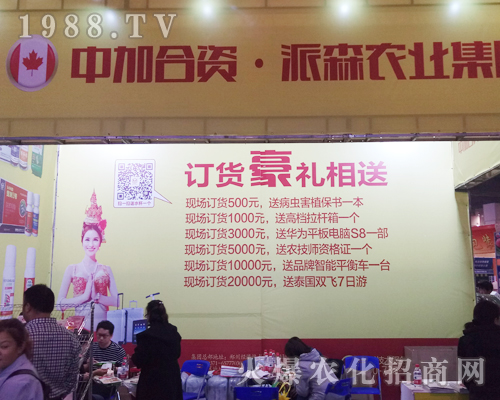 1988.TV
中加合资·派森农业集
订货豪礼相送
扫一扫
现场订货500元，送病虫害植保书一本
现场订货1000元，送高档拉杆箱一个
现场订货3000元，送华为平板电脑S8一部
现场订货5000元，送农技师资格证一个
现场订货10000元，送品牌智能平衡车一台
现场订货20000元，送泰国双飞7日游
火爆农化招商网